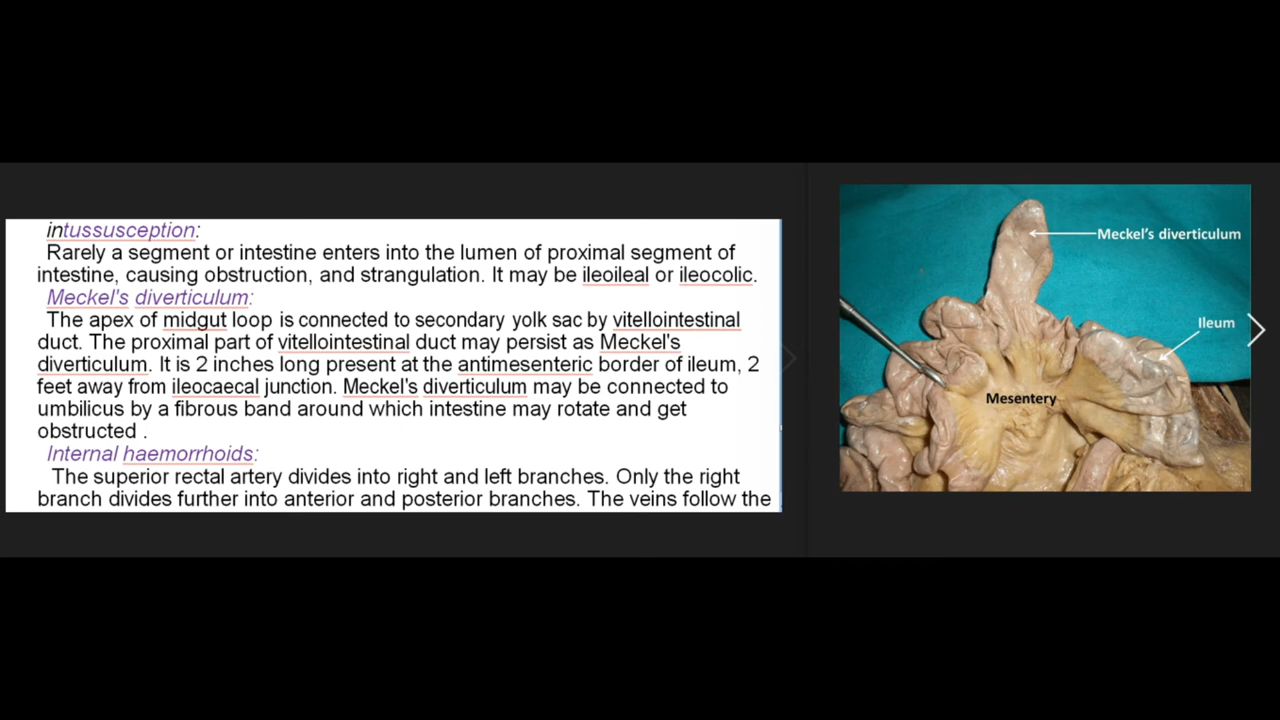 intussusception:
Rarely a segment or intestine enters into the lumen of proximal segment of
intestine, causing obstruction, and strangulation. It may be ileoileal or ileocolic.
Meckel's diverticulum:
The apex of midgut loop is connected to secondary yolk sac by vitellointestinal
duct. The proximal part of vitellointestinal duct may persist as Meckel's
diverticulum. It is 2 inches long present at the antimesenteric border of ileum, 2
feet away from ileocaecal junction. Meckel's diverticulum may be connected to
umbilicus by a fibrous band around which intestine may rotate and get
obstructed .
Internal haemorrhoids:
The superior rectal artery divides into right and left branches. Only the right
branch divides further into anterior and posterior branches. The veins follow the
Meckel's diverticulum
Ileum
Mesentery